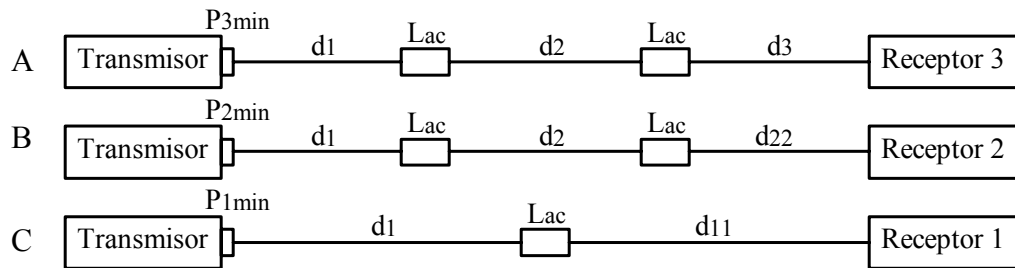 P3min
A Transmisor d1 Lac d2 Lac d3 Receptor 3
P2min
B Transmisor d1 Lac d2 Lac d22 Receptor 2
P1min
C Transmisor d1 Lac d11 Receptor 1